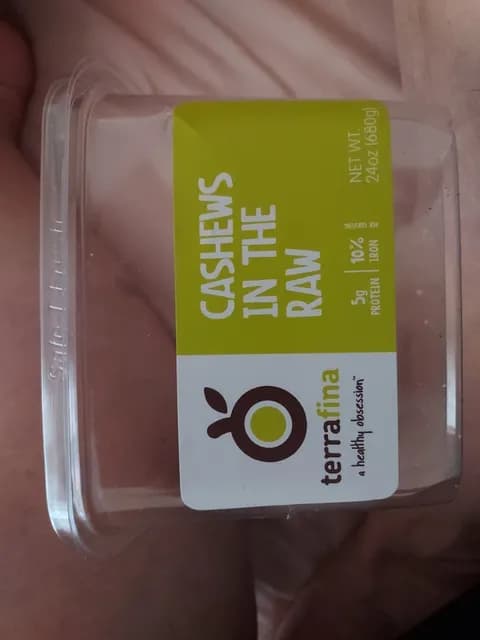 terrafina
a healthy obsession™
CASHEWS
IN THE
RAW
5g
PROTEIN
10%
IRON
NET WT.
24oz (680g)